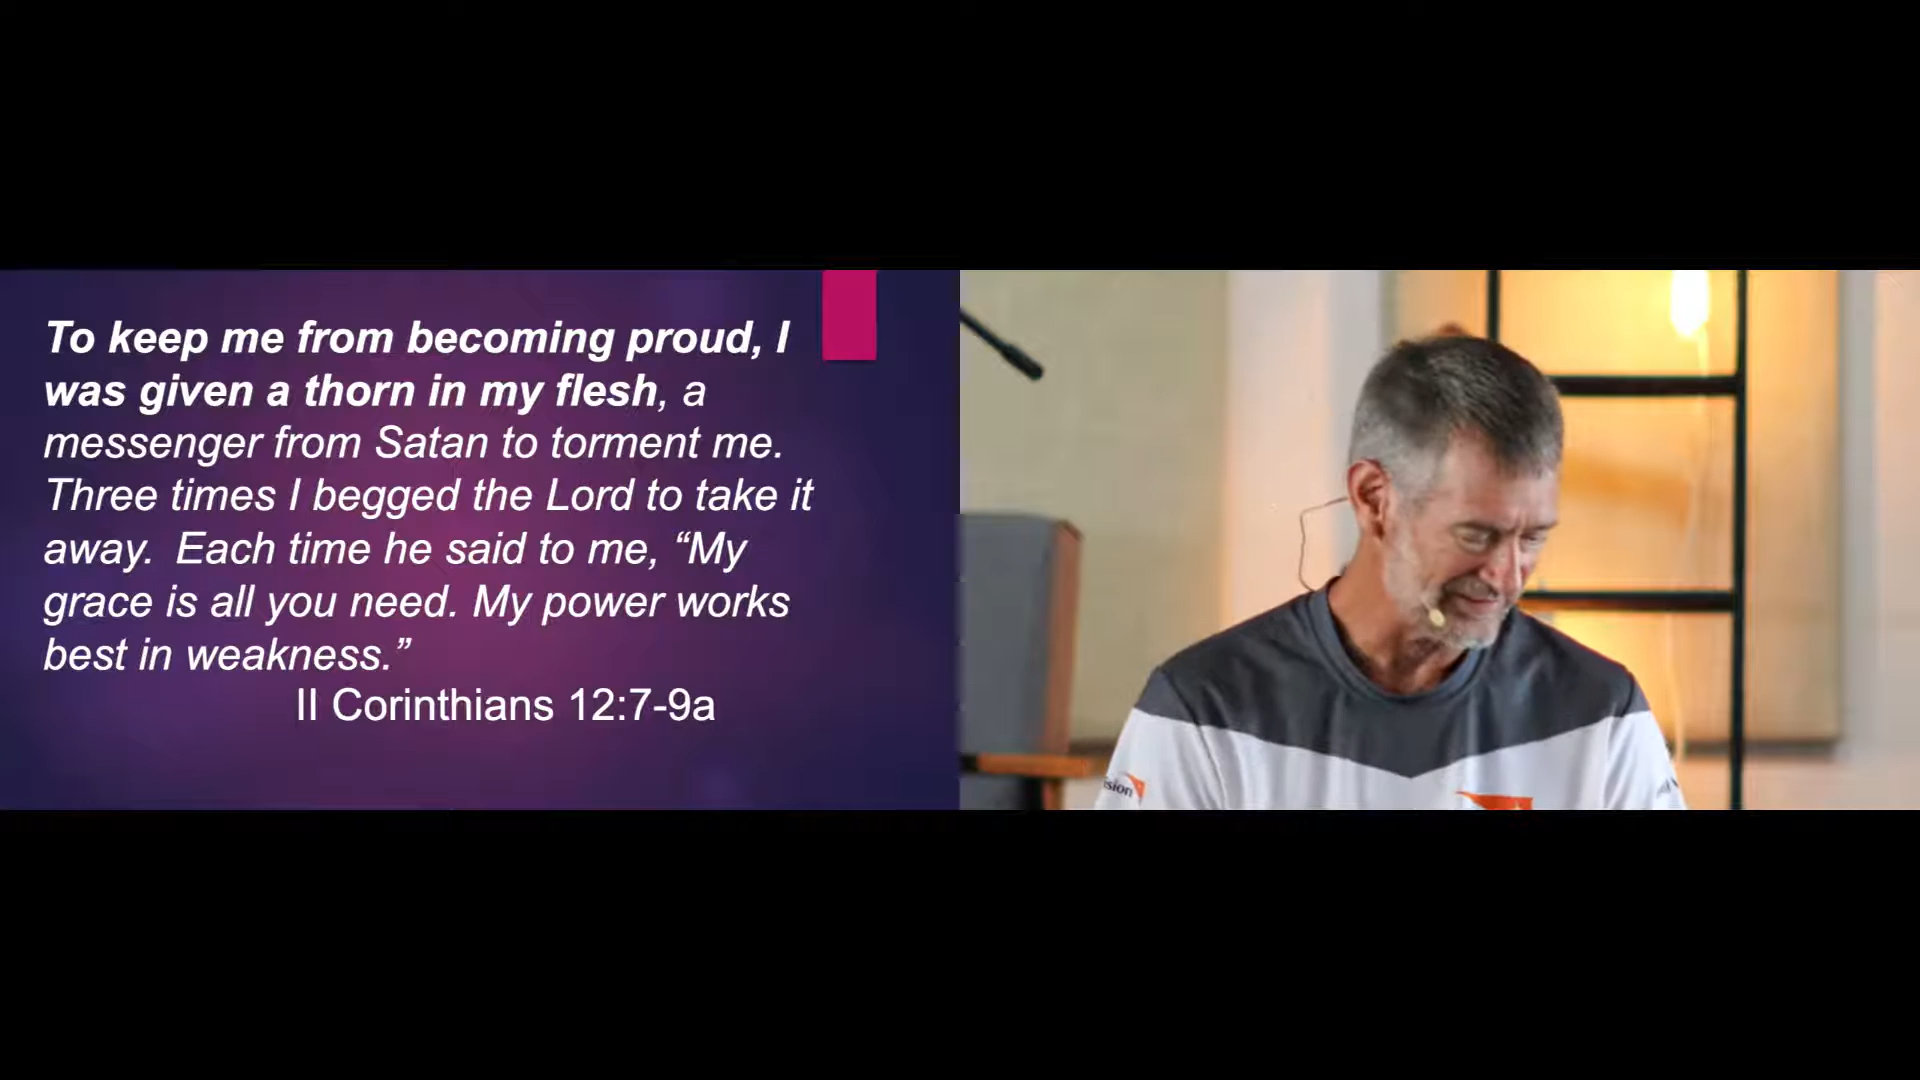 To keep me from becoming proud, I
was given a thorn in my flesh, a
messenger from Satan to torment me.
Three times I begged the Lord to take it
away.  Each time he said to me, “My
grace is all you need. My power works
best in weakness.”
II Corinthians 12:7-9a
ision